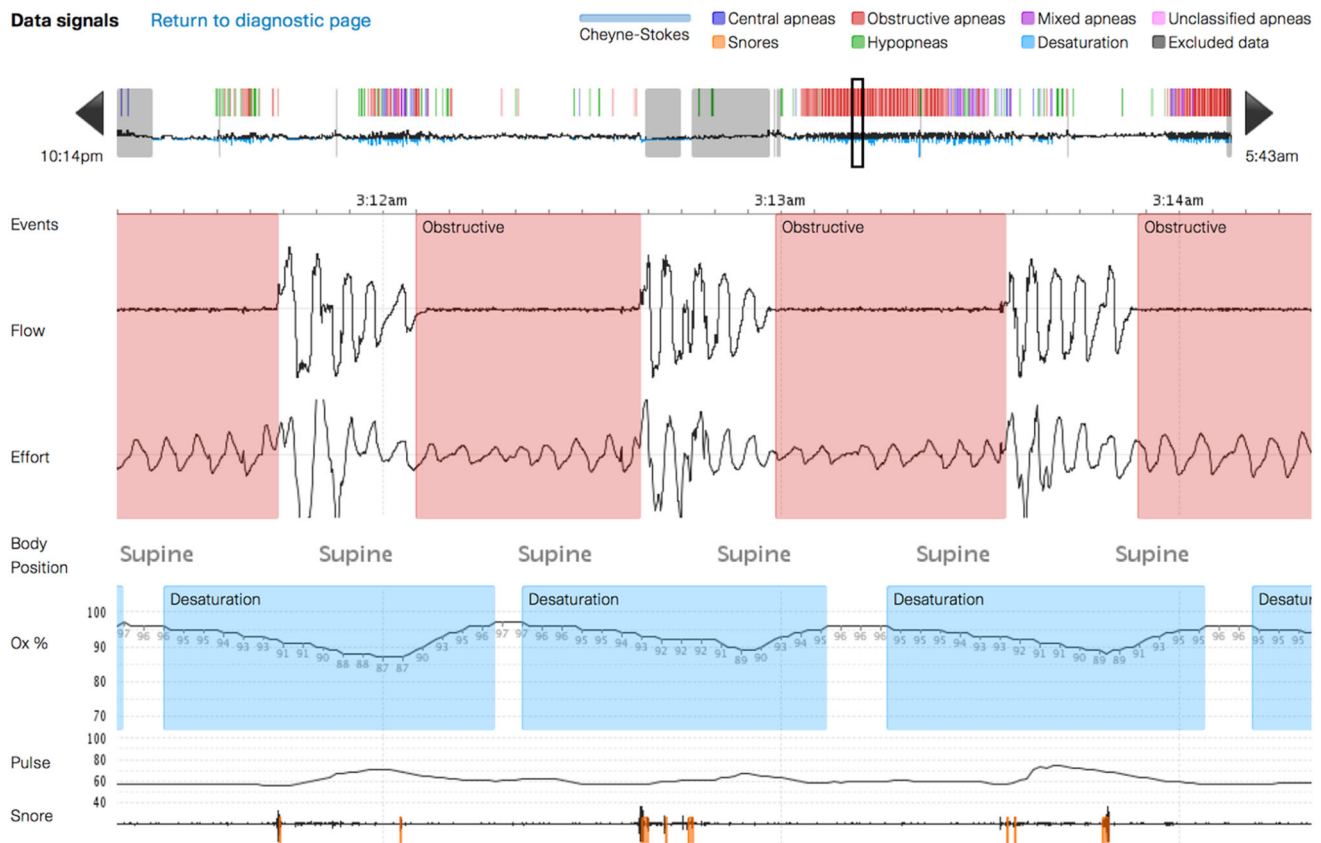 Data signals Return to diagnostic page
Cheyne-Stokes
Central apneas Obstructive apneas Mixed apneas Unclassified apneas
Snores Hypopneas Desaturation Excluded data
10:14pm 5:43am
3:12am 3:13am 3:14am
Events
Obstructive Obstructive Obstructive
Flow
Effort
Body
Position
Supine Supine Supine Supine Supine Supine
Desaturation Desaturation Desaturation Desatur
Ox %
100
90
80
70
97 96 96 95 95 94 93 93 91 91 90 88 88 87 87 90 93 95 96 97 97 96 96 95 95 94 93 92 92 92 91 89 90 93 94 95 96 96 96 95 95 95 94 93 93 92 91 91 90 89 89 91 93 95 95 96 96 95 95 95
Pulse
100
80
60
40
Snore